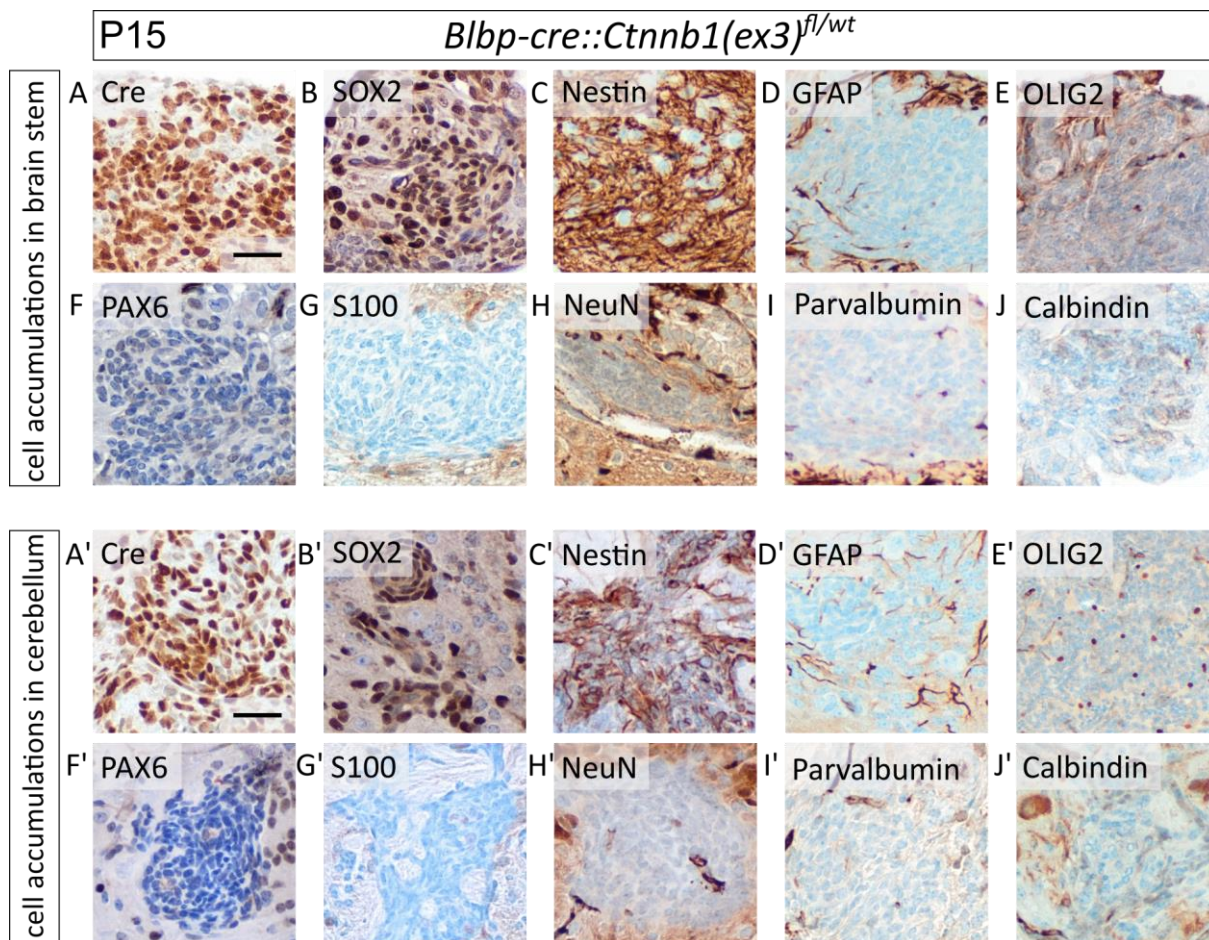 P15 Blbp-cre::Ctnnb1(ex3)fl/wt
cell accumulations in brain stem
A Cre B SOX2 C Nestin D GFAP E OLIG2
F PAX6 G S100 H NeuN I Parvalbumin J Calbindin
cell accumulations in cerebellum
A' Cre B' SOX2 C' Nestin D' GFAP E' OLIG2
F' PAX6 G' S100 H' NeuN I' Parvalbumin J' Calbindin